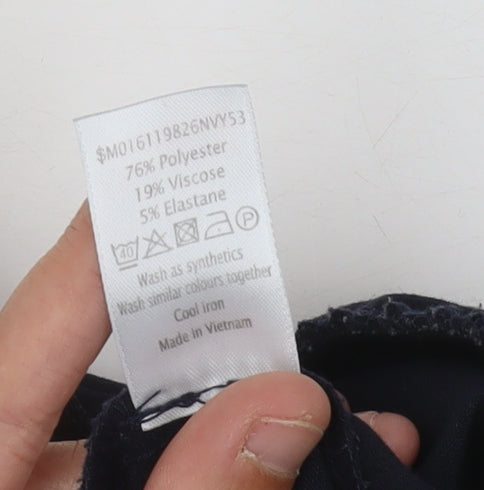 $M016119826NVY53
76% Polyester
19% Viscose
5% Elastane
40 P
Wash as synthetics
Wash similar colours together
Cool iron
Made in Vietnam